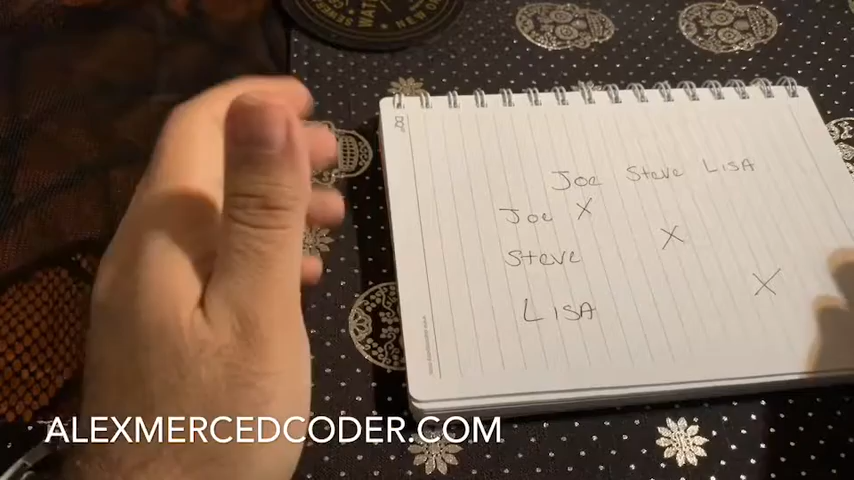 Joe Steve LISA
Joe X
Steve X
LISA X
ALEXMERCEDCODER.COM